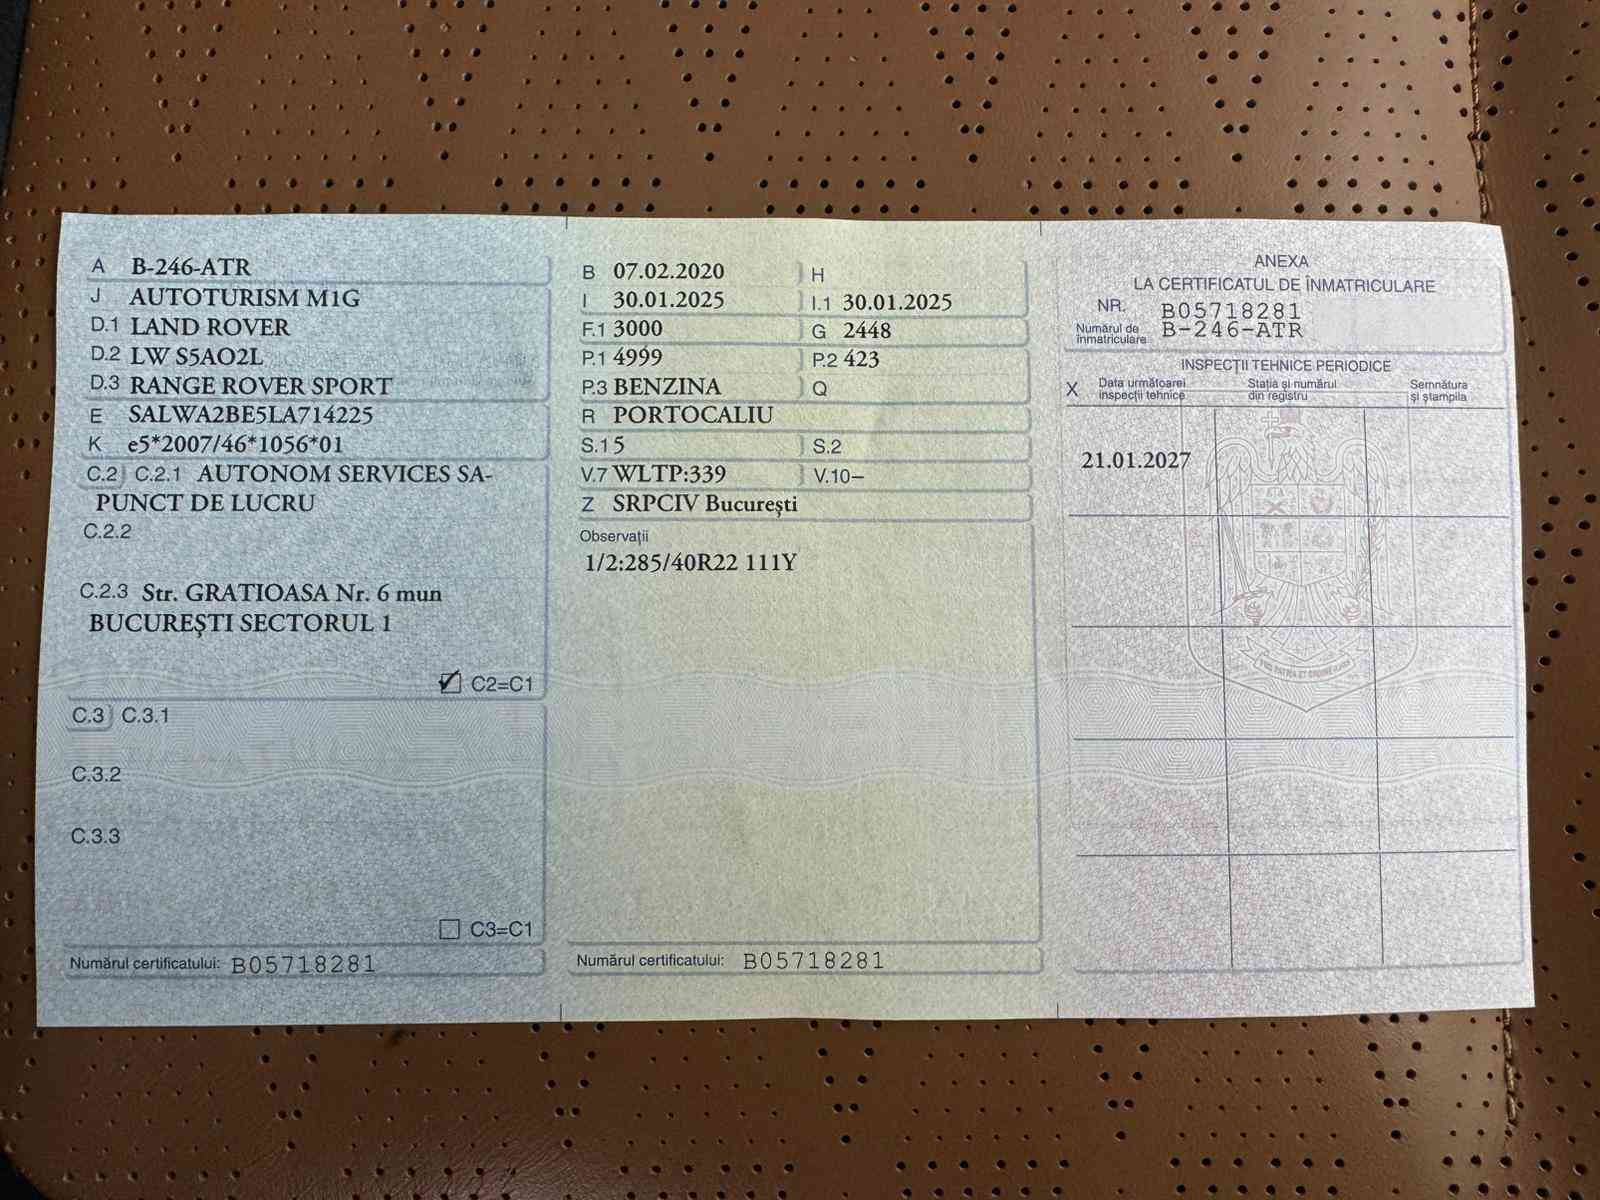 A B-246-ATR
J AUTOTURISM M1G
D.1 LAND ROVER
D.2 LW S5AO2L
D.3 RANGE ROVER SPORT
E SALWA2BE5LA714225
K e5*2007/46*1056*01
C.2 C.2.1 AUTONOM SERVICES SA-
PUNCT DE LUCRU
C.2.2
C.2.3 Str. GRATIOASA Nr. 6 mun
BUCUREŞTI SECTORUL 1
C2=C1
C.3 C.3.1
C.3.2
C.3.3
C3=C1
Numărul certificatului: B05718281
B 07.02.2020 H
I 30.01.2025 I.1 30.01.2025
F.1 3000 G 2448
P.1 4999 P.2 423
P.3 BENZINA Q
R PORTOCALIU
S.1 5 S.2
V.7 WLTP:339 V.10–
Z SRPCIV Bucureşti
Observaţii
1/2:285/40R22 111Y
Numărul certificatului: B05718281
ANEXA
LA CERTIFICATUL DE ÎNMATRICULARE
NR. B05718281
Numărul de înmatriculare B-246-ATR
INSPECŢII TEHNICE PERIODICE
X Data următoarei inspecţii tehnice Staţia şi numărul din registru Semnătura şi ştampila
21.01.2027